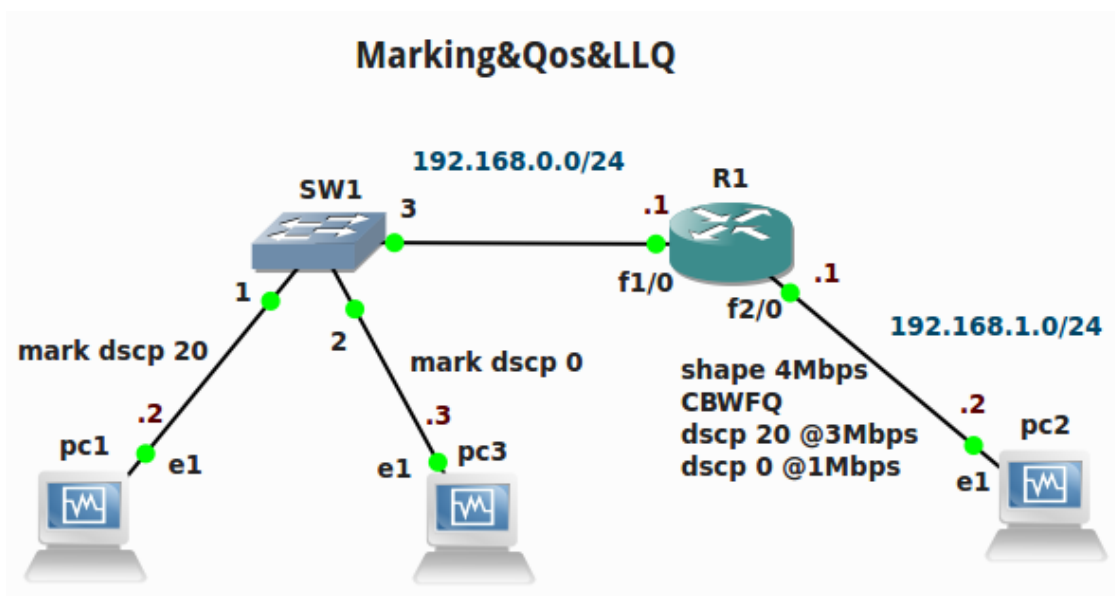 Marking&Qos&LLQ
192.168.0.0/24
SW1
3
R1
.1
f1/0
.1
f2/0
1
2
mark dscp 20
mark dscp 0
192.168.1.0/24
shape 4Mbps
CBWFQ
dscp 20 @3Mbps
dscp 0 @1Mbps
.2
pc1
e1
.3
e1
pc3
.2
pc2
e1